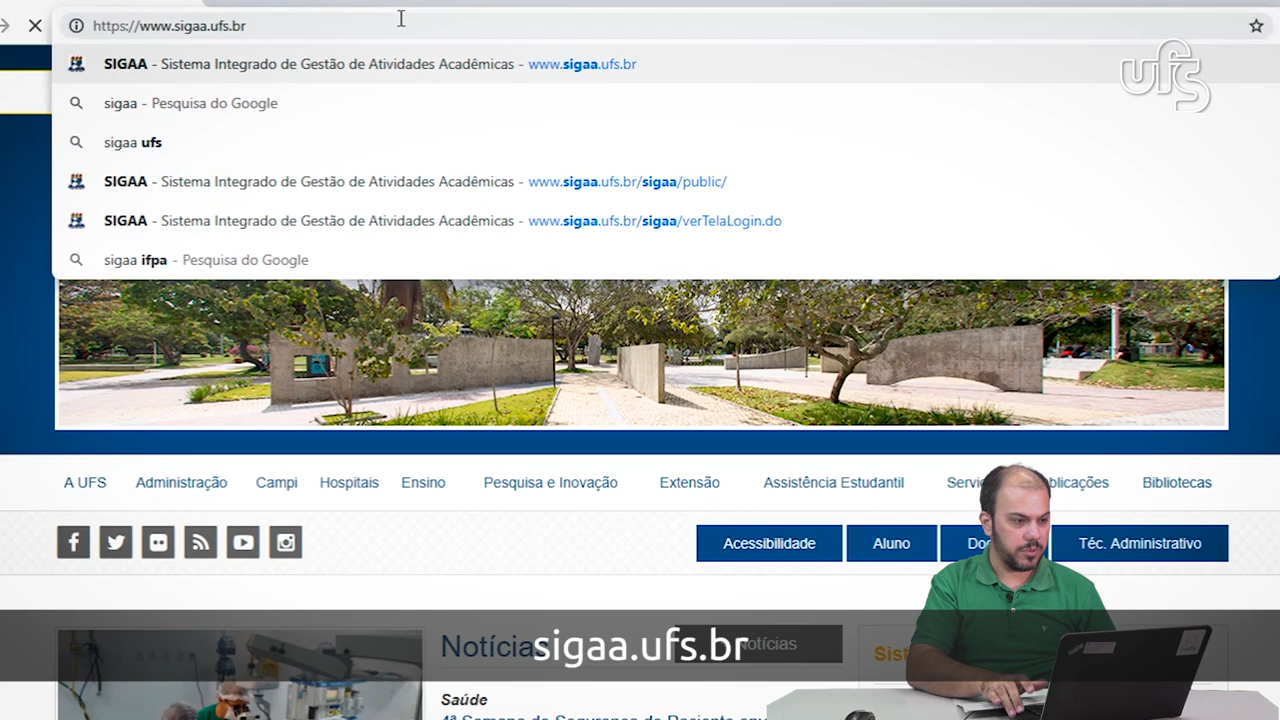 https://www.sigaa.ufs.br
SIGAA - Sistema Integrado de Gestão de Atividades Acadêmicas - www.sigaa.ufs.br
ufs
sigaa - Pesquisa do Google
sigaa ufs
SIGAA - Sistema Integrado de Gestão de Atividades Acadêmicas - www.sigaa.ufs.br/sigaa/public/
SIGAA - Sistema Integrado de Gestão de Atividades Acadêmicas - www.sigaa.ufs.br/sigaa/verTelaLogin.do
sigaa ifpa - Pesquisa do Google
A UFS Administração Campi Hospitais Ensino Pesquisa e Inovação Extensão Assistência Estudantil Bibliotecas
Acessibilidade Aluno Téc. Administrativo
Notícias
sigaa.ufs.br
Saúde